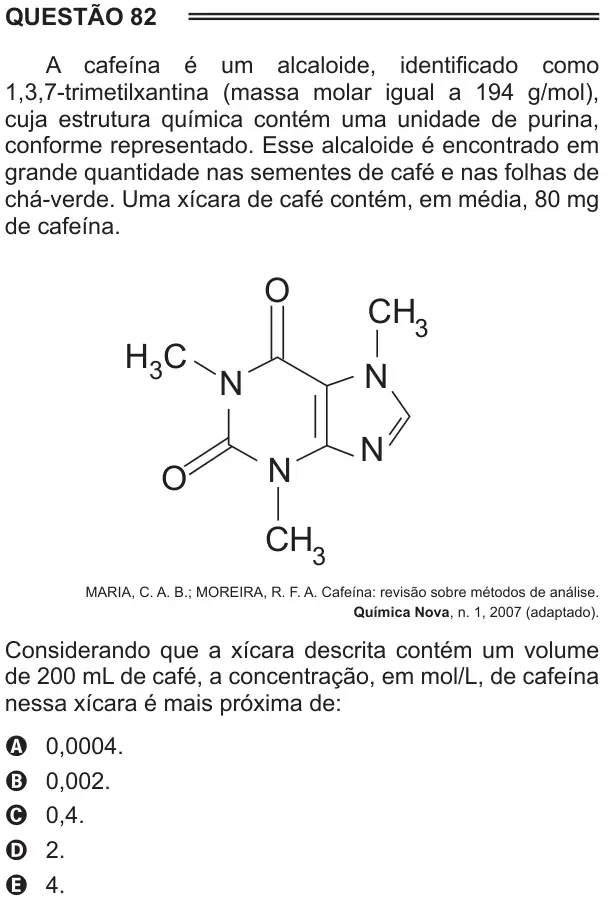 QUESTÃO 82
A cafeína é um alcaloide, identificado como
1,3,7-trimetilxantina (massa molar igual a 194 g/mol),
cuja estrutura química contém uma unidade de purina,
conforme representado. Esse alcaloide é encontrado em
grande quantidade nas sementes de café e nas folhas de
chá-verde. Uma xícara de café contém, em média, 80 mg
de cafeína.
O
CH3
H3C
N
N
N
O
N
CH3
MARIA, C. A. B.; MOREIRA, R. F. A. Cafeína: revisão sobre métodos de análise.
Química Nova, n. 1, 2007 (adaptado).
Considerando que a xícara descrita contém um volume
de 200 mL de café, a concentração, em mol/L, de cafeína
nessa xícara é mais próxima de:
A 0,0004.
B 0,002.
C 0,4.
D 2.
E 4.